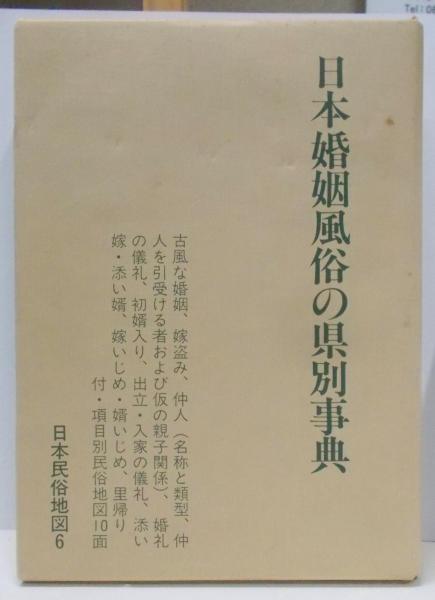 日本婚姻風俗の県別事典
古風な婚姻、嫁盗み、仲人（名称と類型、仲
人を引受ける者および仮の親子関係）、婚礼
の儀礼、初婿入り、出立・入家の儀礼、添い
嫁・添い婿、嫁いじめ・婿いじめ、里帰り
付・項目別民俗地図10面
日本民俗地図6
Tel:08